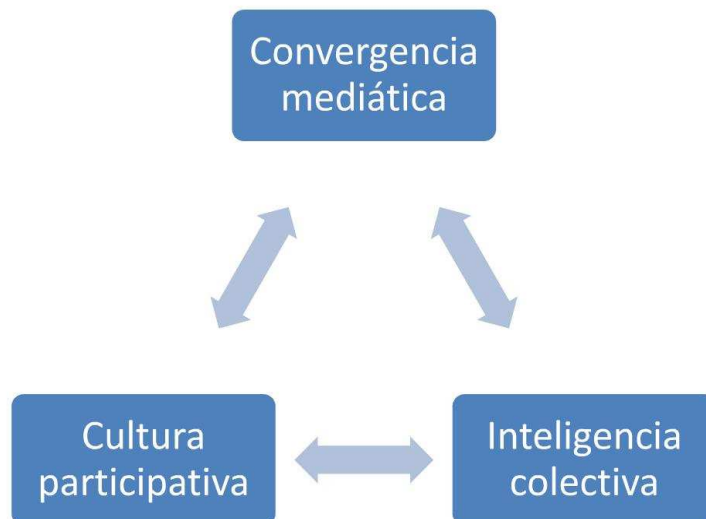 Convergencia
mediática
Cultura
participativa
Inteligencia
colectiva